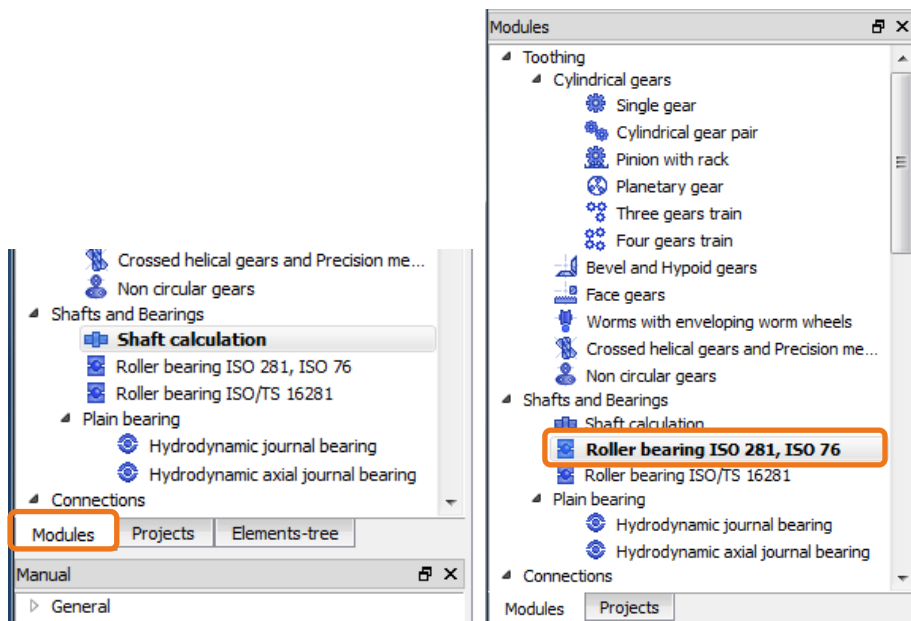 Crossed helical gears and Precision me...
Non circular gears
Shafts and Bearings
Shaft calculation
Roller bearing ISO 281, ISO 76
Roller bearing ISO/TS 16281
Plain bearing
Hydrodynamic journal bearing
Hydrodynamic axial journal bearing
Connections
Modules Projects Elements-tree
Manual
General
Modules
Toothing
Cylindrical gears
Single gear
Cylindrical gear pair
Pinion with rack
Planetary gear
Three gears train
Four gears train
Bevel and Hypoid gears
Face gears
Worms with enveloping worm wheels
Crossed helical gears and Precision me...
Non circular gears
Shafts and Bearings
Shaft calculation
Roller bearing ISO 281, ISO 76
Roller bearing ISO/TS 16281
Plain bearing
Hydrodynamic journal bearing
Hydrodynamic axial journal bearing
Connections
Modules Projects